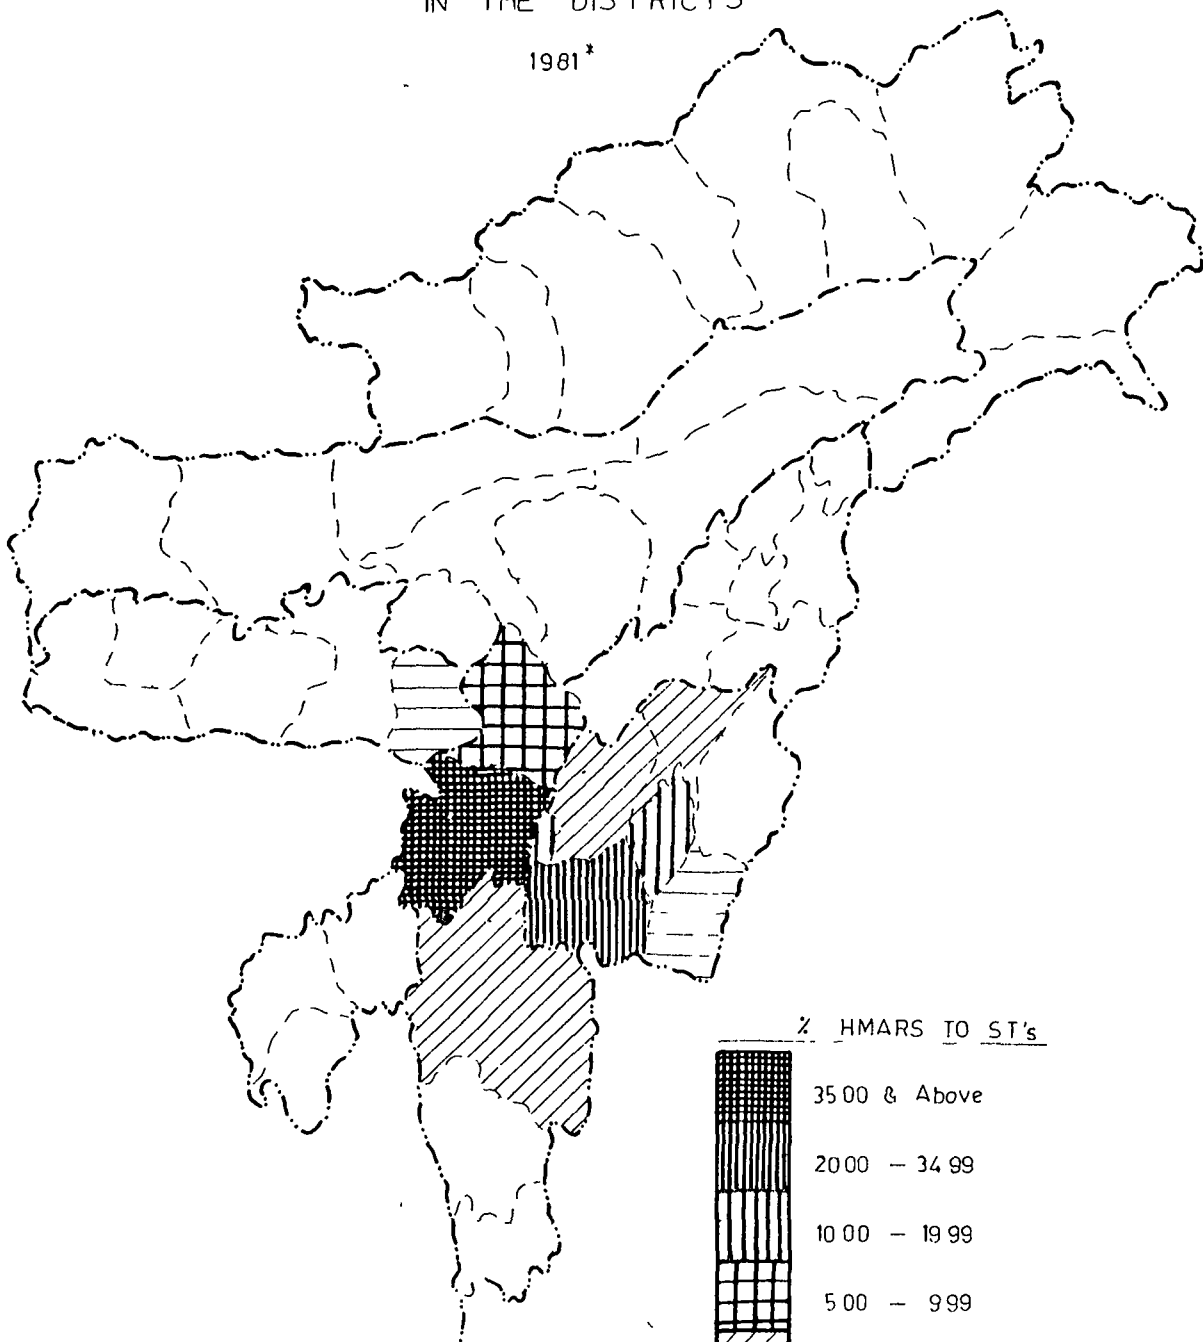 IN THE DISTRICTS
1981*
% HMARS TO ST's
35 00 & Above
20 00 – 34 99
10 00 – 19 99
5 00 – 9 99